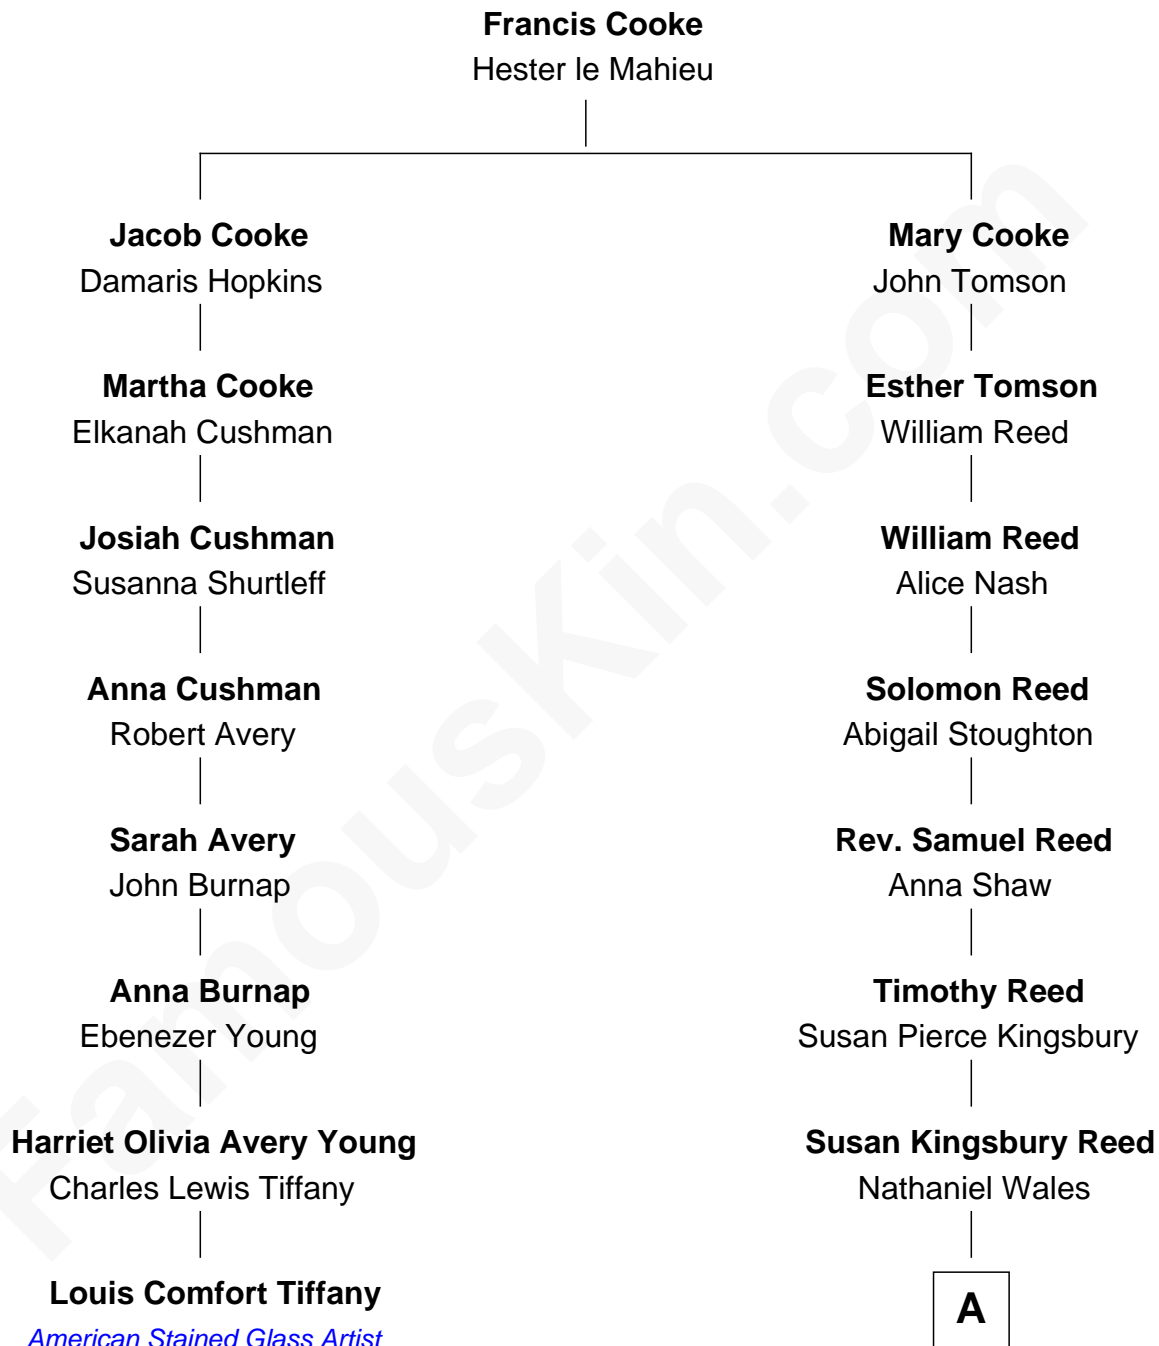 Francis Cooke
Hester le Mahieu
Jacob Cooke
Damaris Hopkins
Martha Cooke
Elkanah Cushman
Josiah Cushman
Susanna Shurtleff
Anna Cushman
Robert Avery
Sarah Avery
John Burnap
Anna Burnap
Ebenezer Young
Harriet Olivia Avery Young
Charles Lewis Tiffany
Louis Comfort Tiffany
American Stained Glass Artist
Mary Cooke
John Tomson
Esther Tomson
William Reed
William Reed
Alice Nash
Solomon Reed
Abigail Stoughton
Rev. Samuel Reed
Anna Shaw
Timothy Reed
Susan Pierce Kingsbury
Susan Kingsbury Reed
Nathaniel Wales
A
FamousKin.com